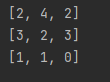 [2, 4, 2]
[3, 2, 3]
[1, 1, 0]